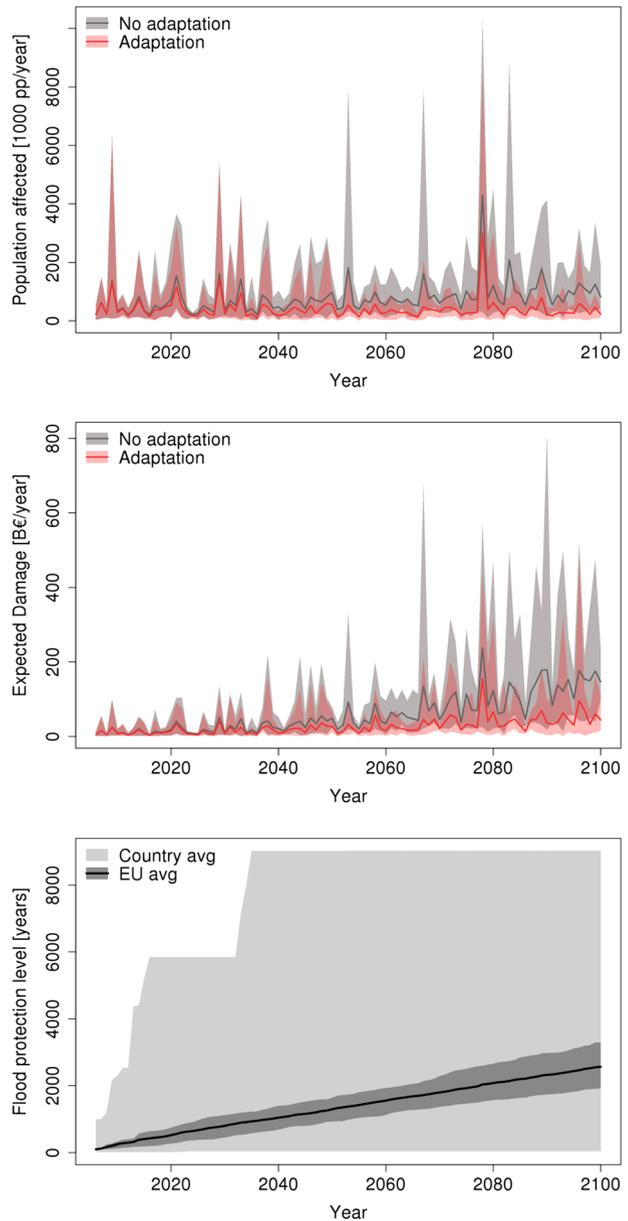 No adaptation
Adaptation
Population affected [1000 pp/year]
0 2000 4000 6000 8000
2020 2040 2060 2080 2100
Year
No adaptation
Adaptation
Expected Damage [B€/year]
0 200 400 600 800
2020 2040 2060 2080 2100
Year
Country avg
EU avg
Flood protection level [years]
0 2000 4000 6000 8000
2020 2040 2060 2080 2100
Year